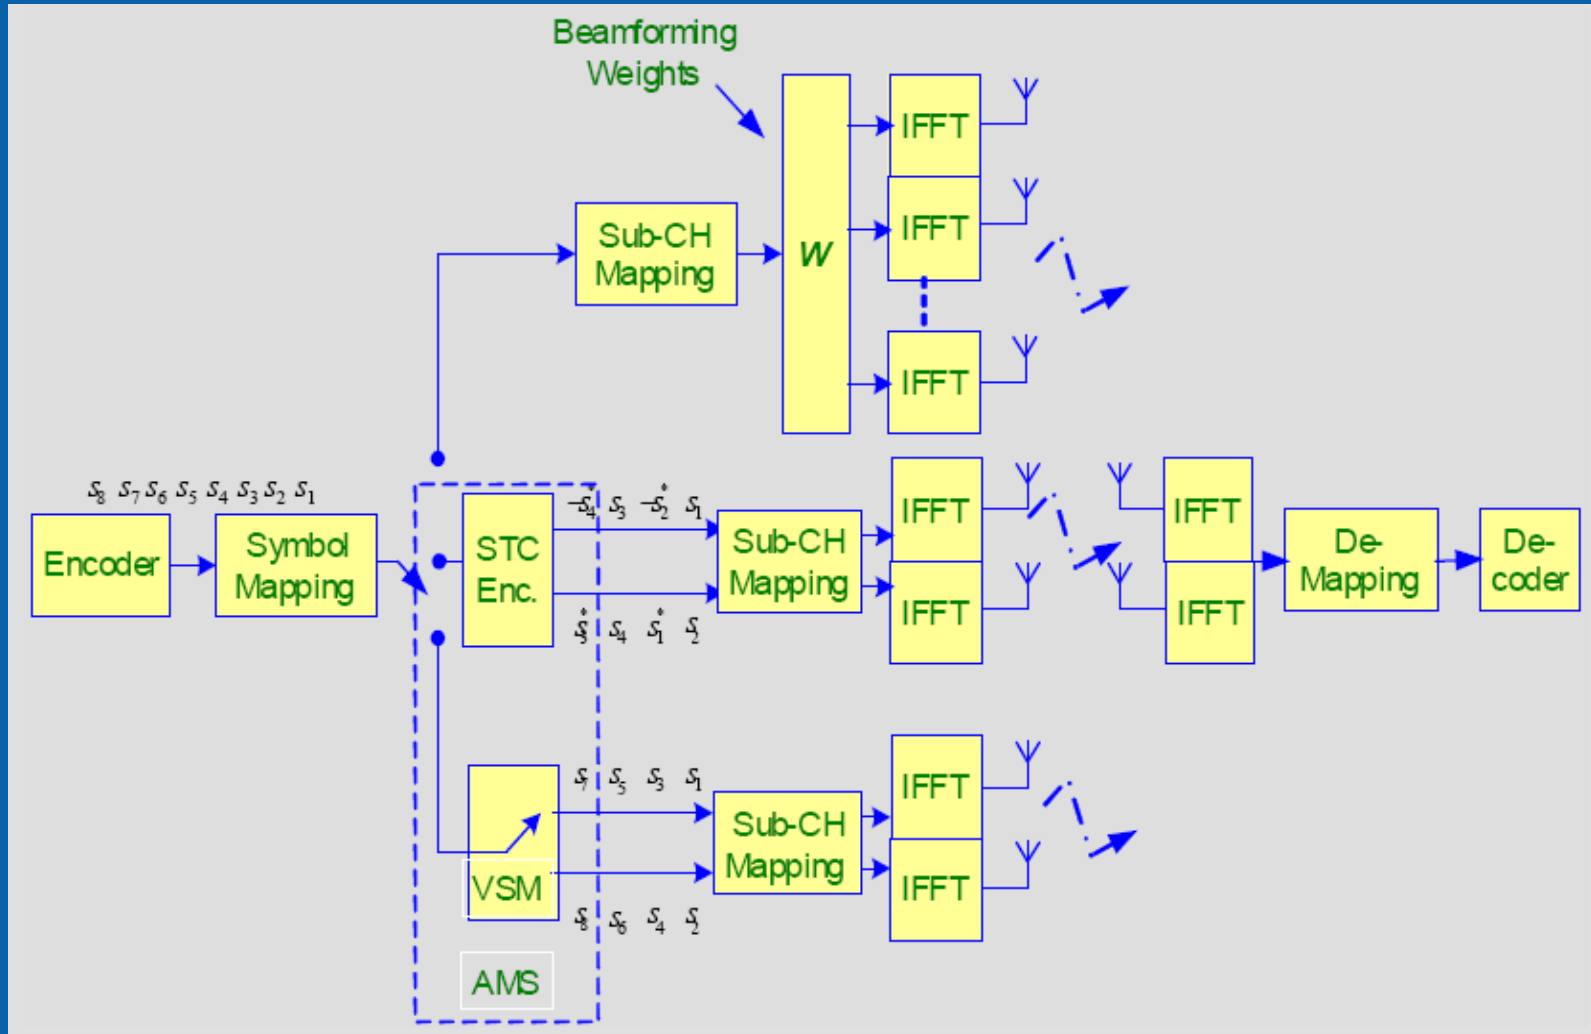 Beamforming
Weights
IFFT
IFFT
Sub-CH
Mapping
W
IFFT
s₈ s₇ s₆ s₅ s₄ s₃ s₂ s₁
Encoder
Symbol
Mapping
STC
Enc.
-s₄* s₃ -s₂* s₁
s₃* s₄ s₁* s₂
Sub-CH
Mapping
IFFT
IFFT
IFFT
IFFT
De-
Mapping
De-
coder
VSM
s₇ s₅ s₃ s₁
s₈ s₆ s₄ s₂
Sub-CH
Mapping
IFFT
IFFT
AMS